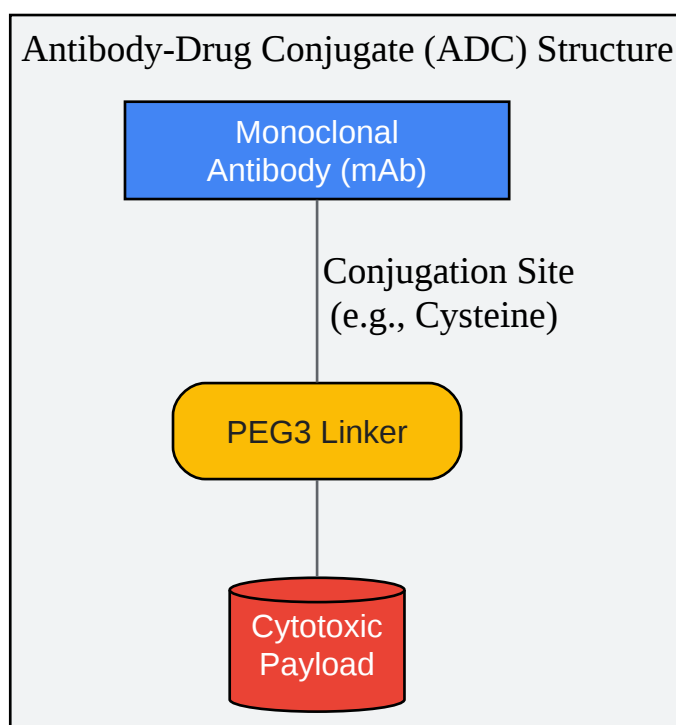 Antibody-Drug Conjugate (ADC) Structure
Monoclonal
Antibody (mAb)
Conjugation Site
(e.g., Cysteine)
PEG3 Linker
Cytotoxic
Payload